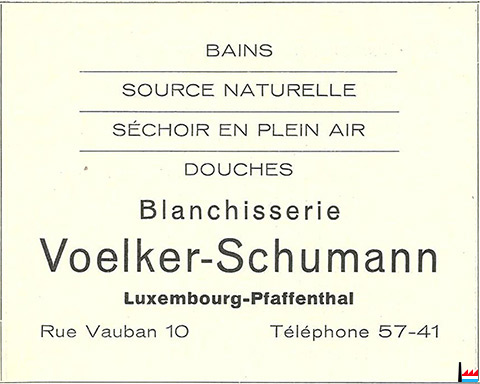 BAINS
SOURCE NATURELLE
SÉCHOIR EN PLEIN AIR
DOUCHES
Blanchisserie
Voelker-Schumann
Luxembourg-Pfaffenthal
Rue Vauban 10 Téléphone 57-41